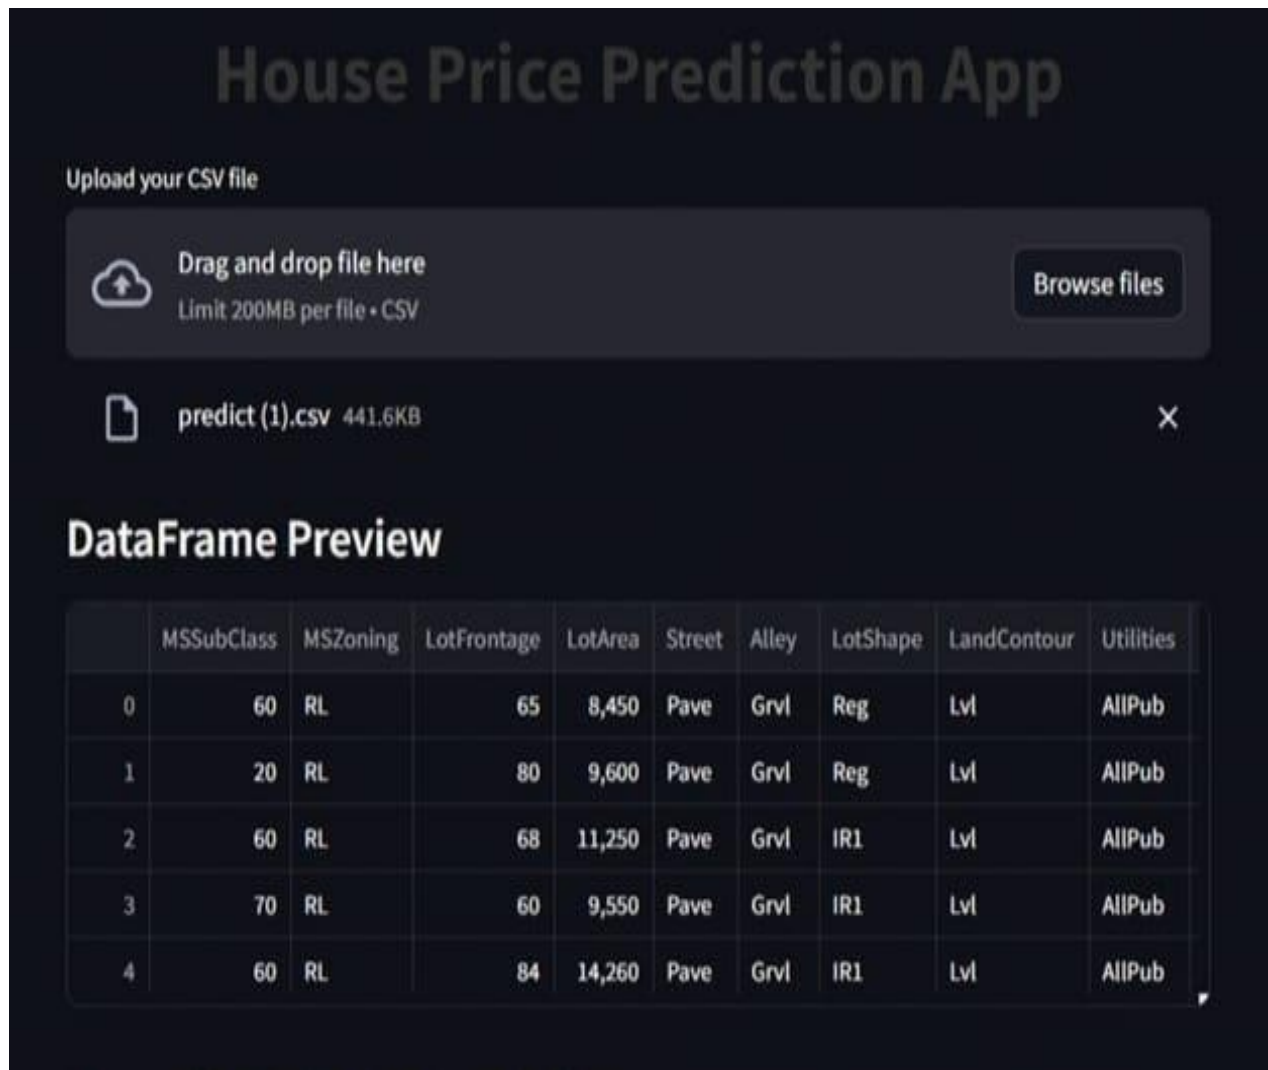 House Price Prediction App
Upload your CSV file
Drag and drop file here
Limit 200MB per file • CSV
Browse files
predict (1).csv 441.6KB
DataFrame Preview
MSSubClass MSZoning LotFrontage LotArea Street Alley LotShape LandContour Utilities
0 60 RL 65 8,450 Pave Grvl Reg Lvl AllPub
1 20 RL 80 9,600 Pave Grvl Reg Lvl AllPub
2 60 RL 68 11,250 Pave Grvl IR1 Lvl AllPub
3 70 RL 60 9,550 Pave Grvl IR1 Lvl AllPub
4 60 RL 84 14,260 Pave Grvl IR1 Lvl AllPub